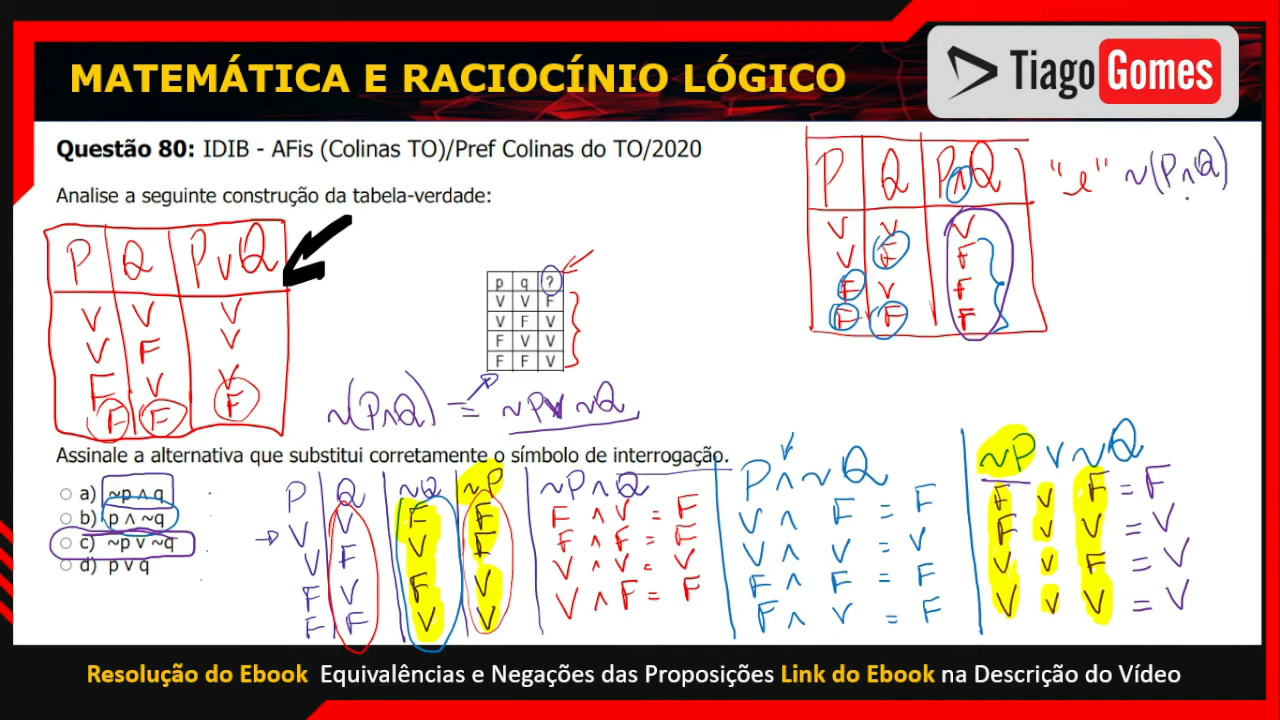 MATEMÁTICA E RACIOCÍNIO LÓGICO
Tiago Gomes
Questão 80: IDIB - AFis (Colinas TO)/Pref Colinas do TO/2020
Analise a seguinte construção da tabela-verdade:
P Q P∨Q
V V V
V F V
F V V
F F F
p q ?
V V F
V F V
F V V
F F V
P Q P∧Q
V V V
V F F
F V F
F F F
"e" ~(P∧Q)
~(P∧Q) = ~P∨~Q
Assinale a alternativa que substitui corretamente o símbolo de interrogação.
a) ~p ∧ q
b) p ∧ ~q
c) ~p ∨ ~q
d) p ∨ q
P Q ~Q ~P
V V F F
V F V F
F V F V
F F V V
~P∧Q
F ∧ V = F
F ∧ F = F
V ∧ V = V
V ∧ F = F
P∧~Q
V ∧ F = F
V ∧ V = V
F ∧ F = F
F ∧ V = F
~P∨~Q
F ∨ F = F
F ∨ V = V
V ∨ F = V
V ∨ V = V
Resolução do Ebook Equivalências e Negações das Proposições Link do Ebook na Descrição do Vídeo